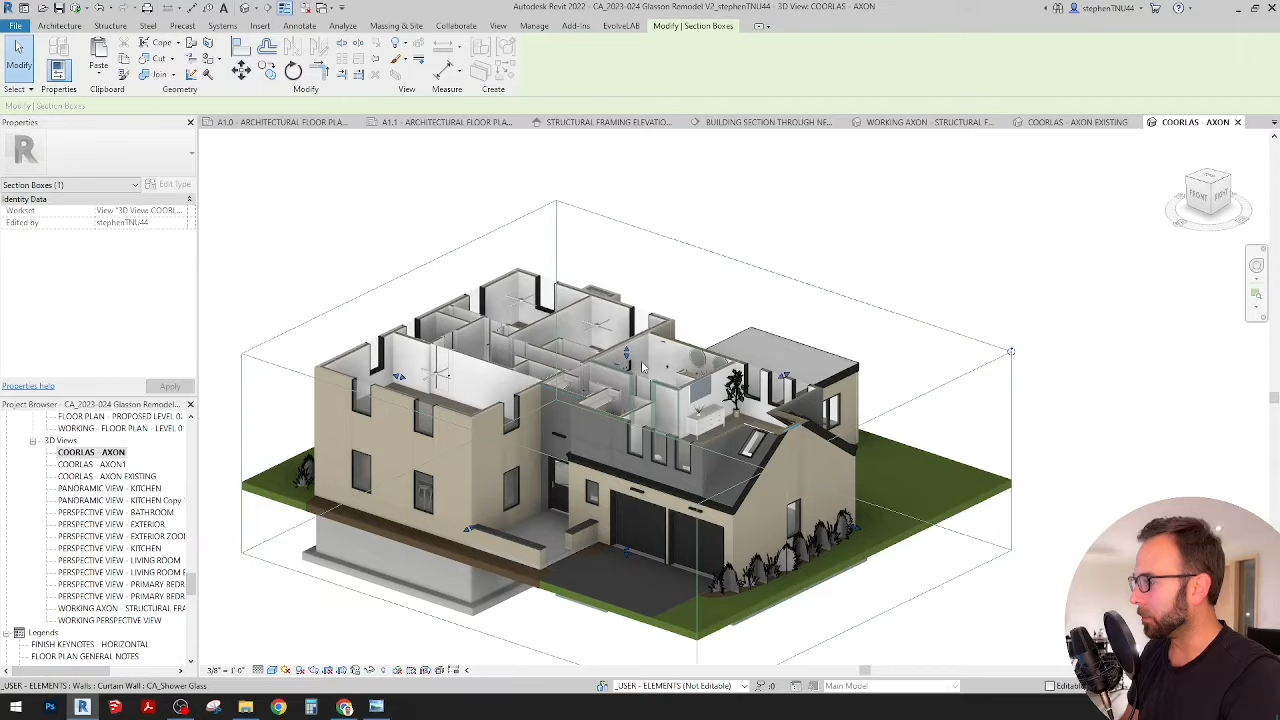 Autodesk Revit 2022 - CA_2023-024 Glasson Remodel V2_stephenTNU44 - 3D View: COORLAS - AXON
stephenTNU44
File Architecture Structure Steel Precast Systems Insert Annotate Analyze Massing & Site Collaborate View Manage Add-Ins EvolveLAB Modify | Section Boxes
Modify
Paste
Cope
Cut
Join
Select Properties Clipboard Geometry Modify View Measure Create
Modify | Section Boxes
Properties
A1.0 - ARCHITECTURAL FLOOR PLA...
A1.1 - ARCHITECTURAL FLOOR PLA...
STRUCTURAL FRAMING ELEVATIO...
BUILDING SECTION THROUGH NE...
WORKING AXON - STRUCTURAL F...
COORLAS - AXON EXISTING
COORLAS - AXON
Section Boxes (1)
Edit Type
Identity Data
Workset View "3D View: COORL...
Edited by stephenTNU44
FRONT RIGHT
Properties help
Apply
Project Browser - CA_2023-024 Glasson Remodel...
FLOOR PLAN - PROPOSED LEVEL 02
WORKING - FLOOR PLAN - LEVEL 01
3D Views
COORLAS - AXON
COORLAS - AXON1
COORLAS - AXON EXISTING
PANORAMIC VIEW - KITCHEN
PANORAMIC VIEW - KITCHEN Copy
PERSPECTIVE VIEW - BATHROOM
PERSPECTIVE VIEW - EXTERIOR
PERSPECTIVE VIEW - EXTERIOR ZOO
PERSPECTIVE VIEW - KITCHEN
PERSPECTIVE VIEW - LIVING ROOM
PERSPECTIVE VIEW - LIVING ROOM
PERSPECTIVE VIEW - PRIMARY BEDR
WORKING AXON - STRUCTURAL FRA
WORKING PERSPECTIVE VIEW
Legends
FINISH KEYNOTES - HORIZONTAL
FLOOR PLAN GENERAL NOTES
3/8" = 1'-0"
_USER - ELEMENTS : Walls : Curtain Wall : CA_Shower Glass
_USER - ELEMENTS (Not Editable)
:0
Main Model
Editable